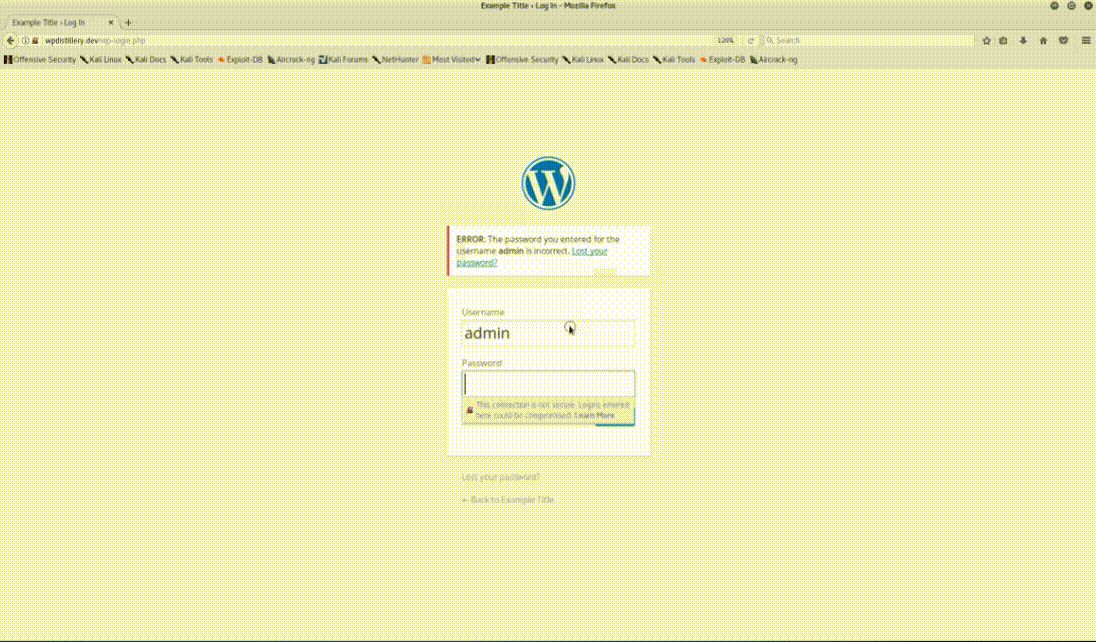 Example Title › Log In - Mozilla Firefox
Example Title › Log In × +
wpdistillery.dev/wp-login.php 120% Search
Offensive Security Kali Linux Kali Docs Kali Tools Exploit-DB Aircrack-ng Kali Forums NetHunter Most Visited Offensive Security Kali Linux Kali Docs Kali Tools Exploit-DB Aircrack-ng
ERROR: The password you entered for the
username admin is incorrect. Lost your
password?
Username
admin
Password
This connection is not secure. Logins entered
here could be compromised. Learn More
Lost your password?
← Back to Example Title